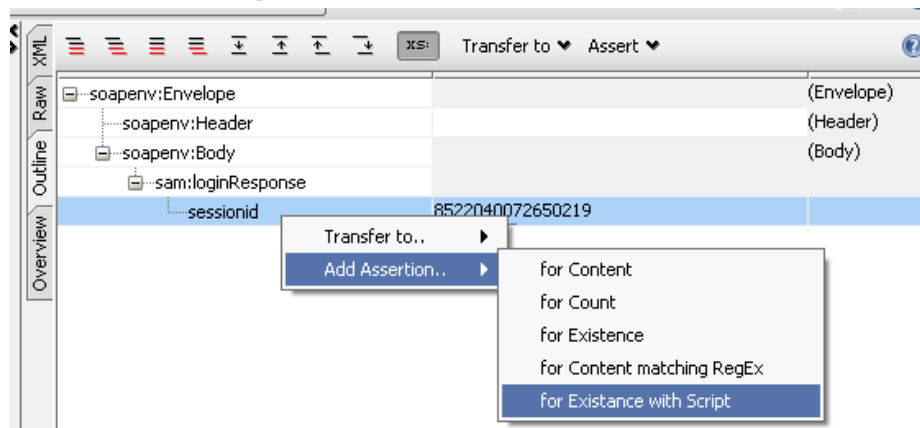 XS: Transfer to Assert ?
XML
Raw
Outline
Overview
soapenv:Envelope (Envelope)
soapenv:Header (Header)
soapenv:Body (Body)
sam:loginResponse
sessionid 8522040072650219
Transfer to..
Add Assertion..
for Content
for Count
for Existence
for Content matching RegEx
for Existance with Script